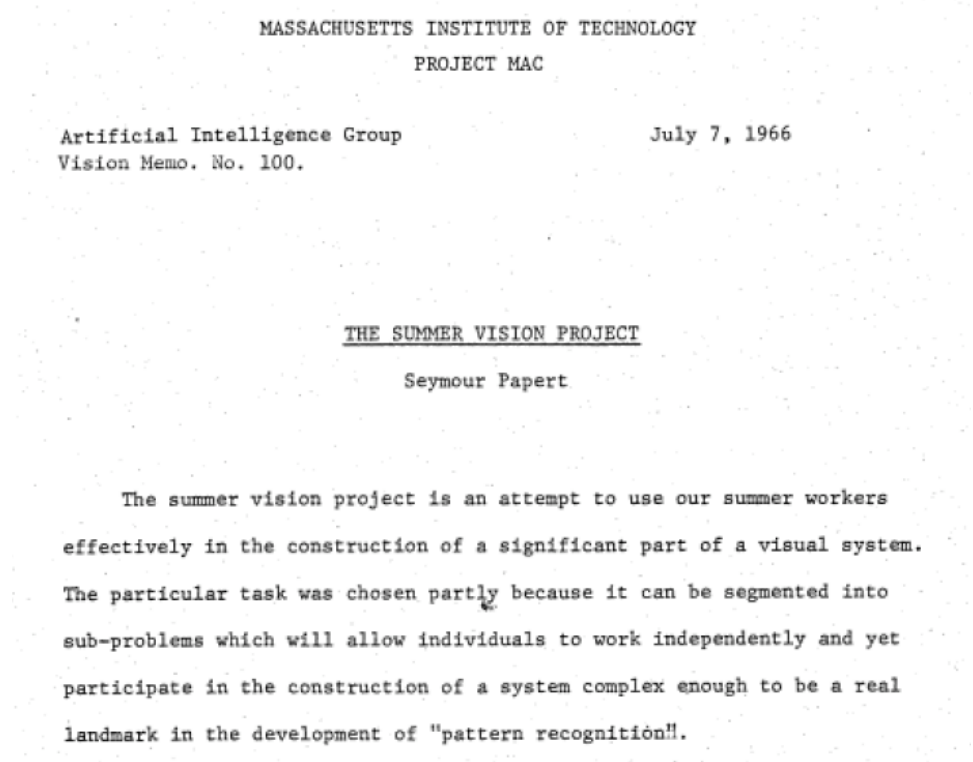 MASSACHUSETTS INSTITUTE OF TECHNOLOGY
PROJECT MAC
Artificial Intelligence Group July 7, 1966
Vision Memo. No. 100.
THE SUMMER VISION PROJECT
Seymour Papert
The summer vision project is an attempt to use our summer workers
effectively in the construction of a significant part of a visual system.
The particular task was chosen partly because it can be segmented into
sub-problems which will allow individuals to work independently and yet
participate in the construction of a system complex enough to be a real
landmark in the development of "pattern recognition".